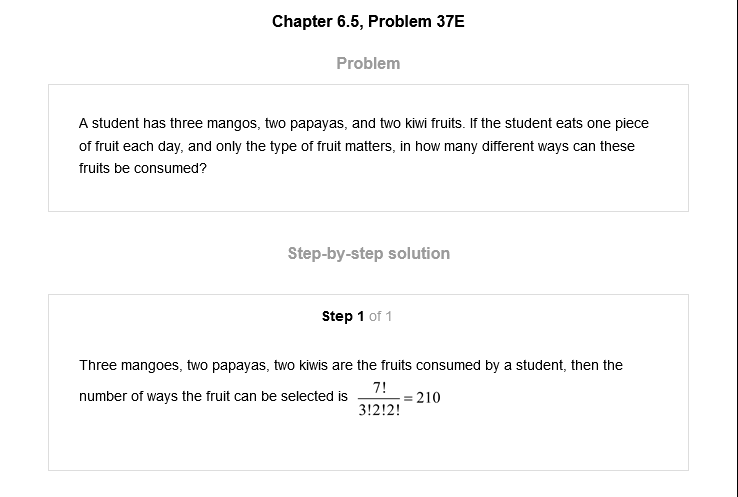 Chapter 6.5, Problem 37E
Problem
A student has three mangos, two papayas, and two kiwi fruits. If the student eats one piece
of fruit each day, and only the type of fruit matters, in how many different ways can these
fruits be consumed?
Step-by-step solution
Step 1 of 1
Three mangoes, two papayas, two kiwis are the fruits consumed by a student, then the
number of ways the fruit can be selected is 7!/3!2!2! = 210